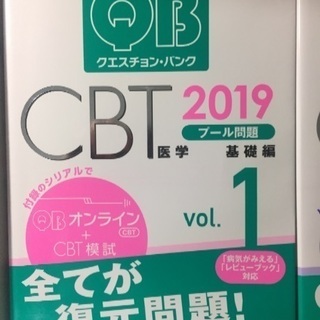 QB
クエスチョン・バンク
CBT 2019
プール問題
医学 基礎編
vol.1
付属のシリアルで
QBオンライン CBT
+
CBT模試
「病気がみえる」
「レビューブック」
対応
全てが
復元問題!